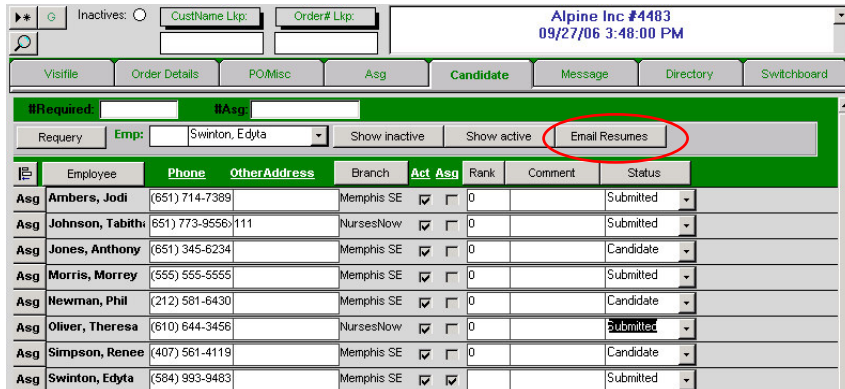 G Inactives: CustName Lkp: Order# Lkp: Alpine Inc #4483
09/27/06 3:48:00 PM
Visifile Order Details PO/Misc Asg Candidate Message Directory Switchboard
#Required: #Asg:
Requery Emp: Swinton, Edyta Show inactive Show active Email Resumes
Employee Phone OtherAddress Branch Act Asg Rank Comment Status
Asg Ambers, Jodi (651) 714-7389 Memphis SE 0 Submitted
Asg Johnson, Tabitha 651) 773-9556x111 NursesNow 0 Submitted
Asg Jones, Anthony (651) 345-6234 Memphis SE 0 Candidate
Asg Morris, Morrey (555) 555-5555 Memphis SE 0 Submitted
Asg Newman, Phil (212) 581-6430 Memphis SE 0 Candidate
Asg Oliver, Theresa (610) 644-3456 NursesNow 0 Submitted
Asg Simpson, Renee (407) 561-4119 Memphis SE 0 Candidate
Asg Swinton, Edyta (584) 993-9483 Memphis SE Submitted